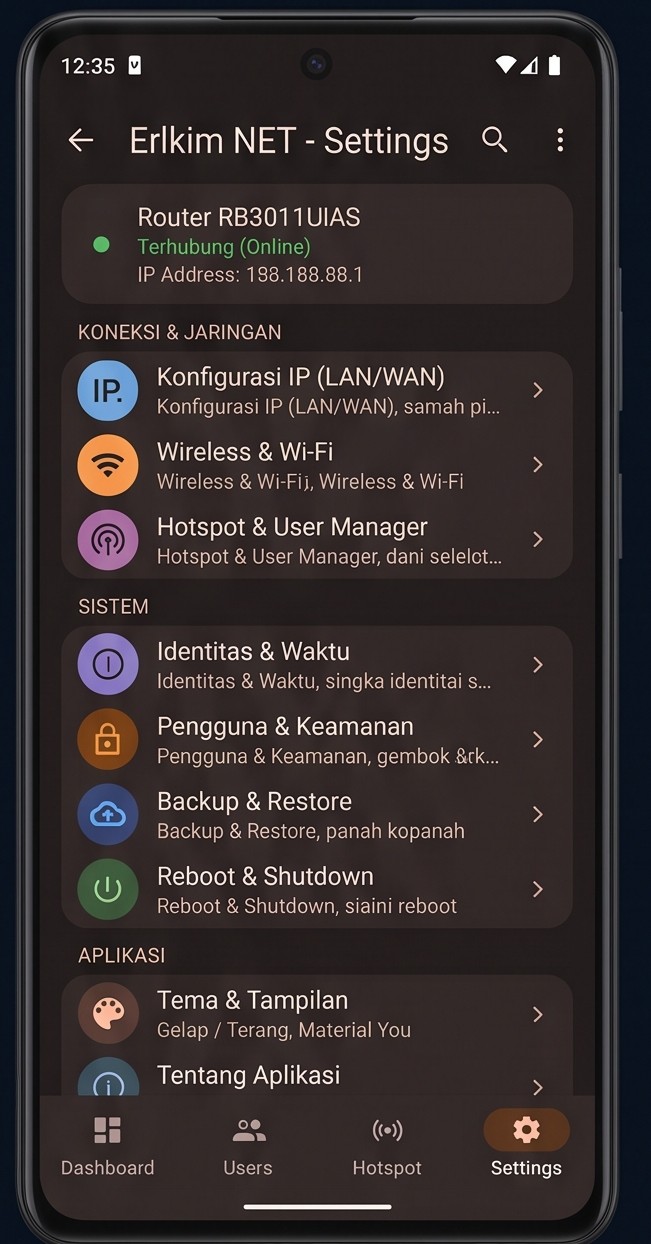 12:35
Erlkim NET - Settings
Router RB3011UIAS
Terhubung (Online)
IP Address: 198.188.88.1
KONEKSI & JARINGAN
IP.
Konfigurasi IP (LAN/WAN)
Konfigurasi IP (LAN/WAN), samah pi...
Wireless & Wi-Fi
Wireless & Wi-Fij, Wireless & Wi-Fi
Hotspot & User Manager
Hotspot & User Manager, dani selelct...
SISTEM
Identitas & Waktu
Identitas & Waktu, singka identitai s...
Pengguna & Keamanan
Pengguna & Keamanan, gembok &rk...
Backup & Restore
Backup & Restore, panah kopanah
Reboot & Shutdown
Reboot & Shutdown, siaini reboot
APLIKASI
Tema & Tampilan
Gelap / Terang, Material You
Tentang Aplikasi
Dashboard
Users
Hotspot
Settings